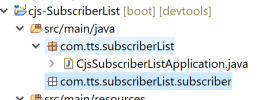 cjs-SubscriberList [boot] [devtools]
src/main/java
com.tts.subscriberList
CjsSubscriberListApplication.java
com.tts.subscriberList.subscriber
src/main/resources